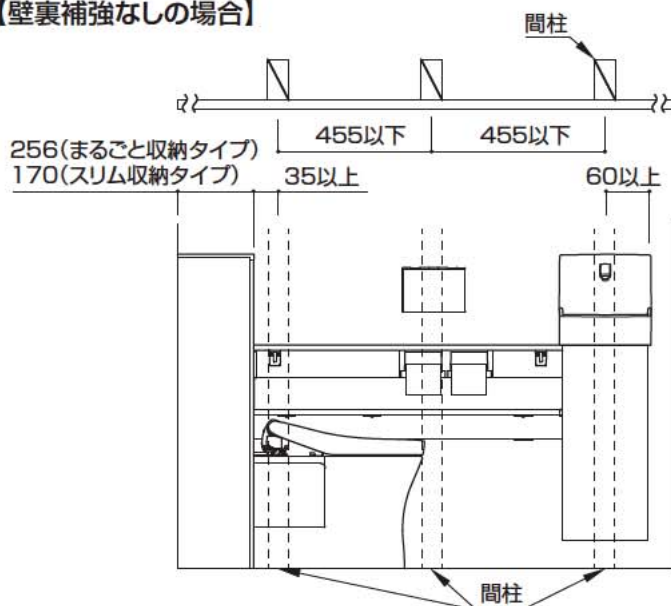 【壁裏補強なしの場合】
間柱
455以下 455以下
256(まるごと収納タイプ)
170(スリム収納タイプ) 35以上 60以上
間柱